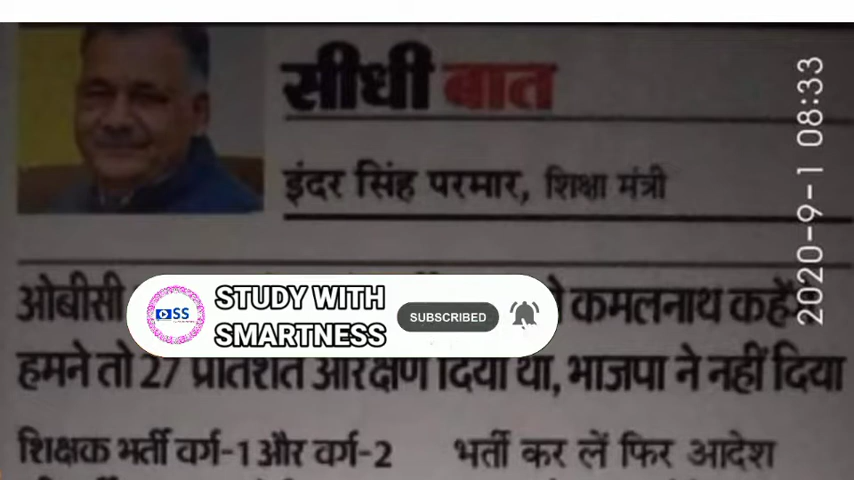 सीधी बात
इंदर सिंह परमार, शिक्षा मंत्री
2020-9-1 08:33
ओबीसी कमलनाथ कहें
STUDY WITH
SMARTNESS
SUBSCRIBED
SS
हमने तो 27 प्रतिशत आरक्षण दिया था, भाजपा ने नहीं दिया
शिक्षक भर्ती वर्ग-1 और वर्ग-2
भर्ती कर लें फिर आदेश